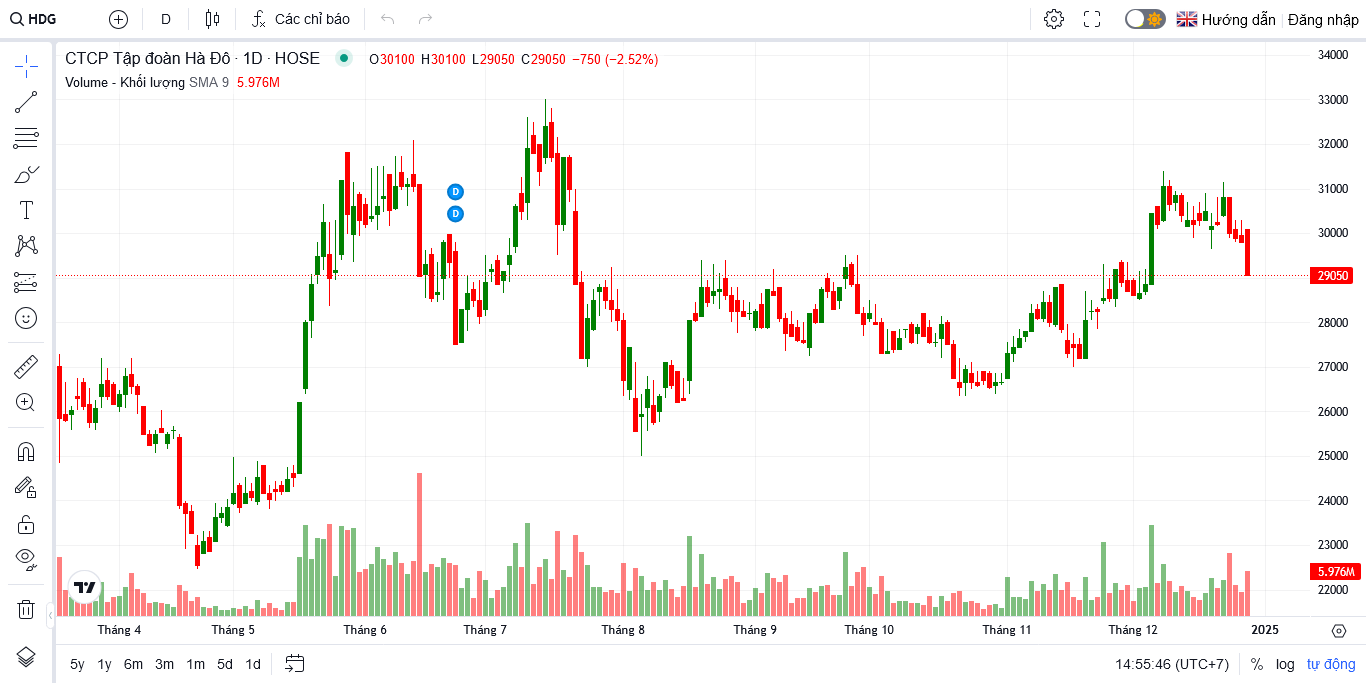 HDG D Các chỉ báo Hướng dẫn Đăng nhập
CTCP Tập đoàn Hà Đô · 1D · HOSE O30100 H30100 L29050 C29050 −750 (−2.52%)
Volume - Khối lượng SMA 9 5.976M
34000
33000
32000
31000
D
D
30000
29050
28000
27000
26000
25000
24000
23000
5.976M
22000
Tháng 4 Tháng 5 Tháng 6 Tháng 7 Tháng 8 Tháng 9 Tháng 10 Tháng 11 Tháng 12 2025
5y 1y 6m 3m 1m 5d 1d 14:55:46 (UTC+7) % log tự động